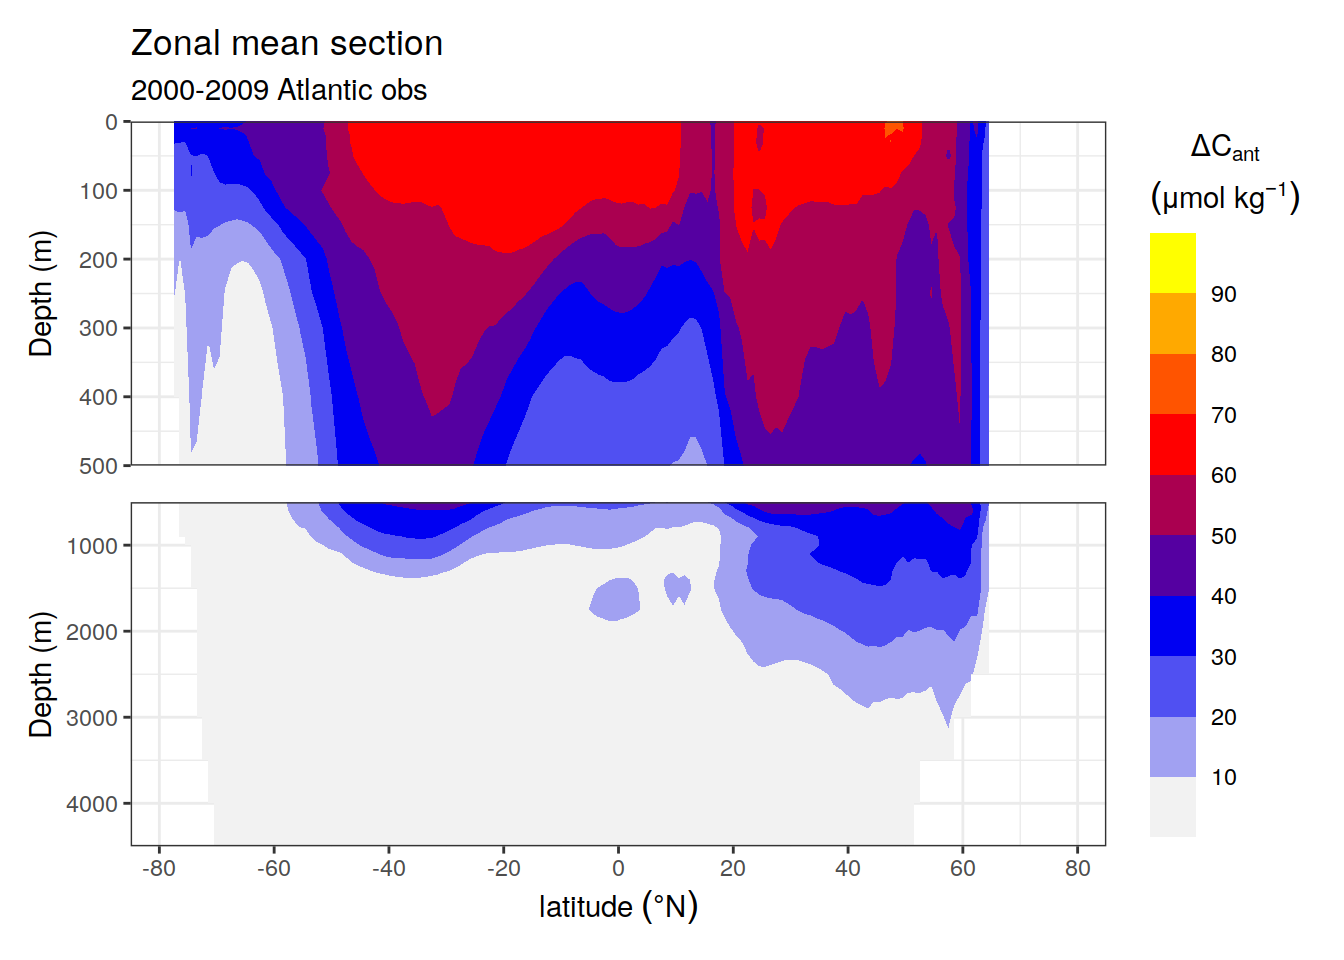 Zonal mean section
2000-2009 Atlantic obs
Depth (m)
0
100
200
300
400
500
Depth (m)
1000
2000
3000
4000
-80 -60 -40 -20 0 20 40 60 80
latitude (°N)
ΔCant
(μmol kg⁻¹)
90
80
70
60
50
40
30
20
10